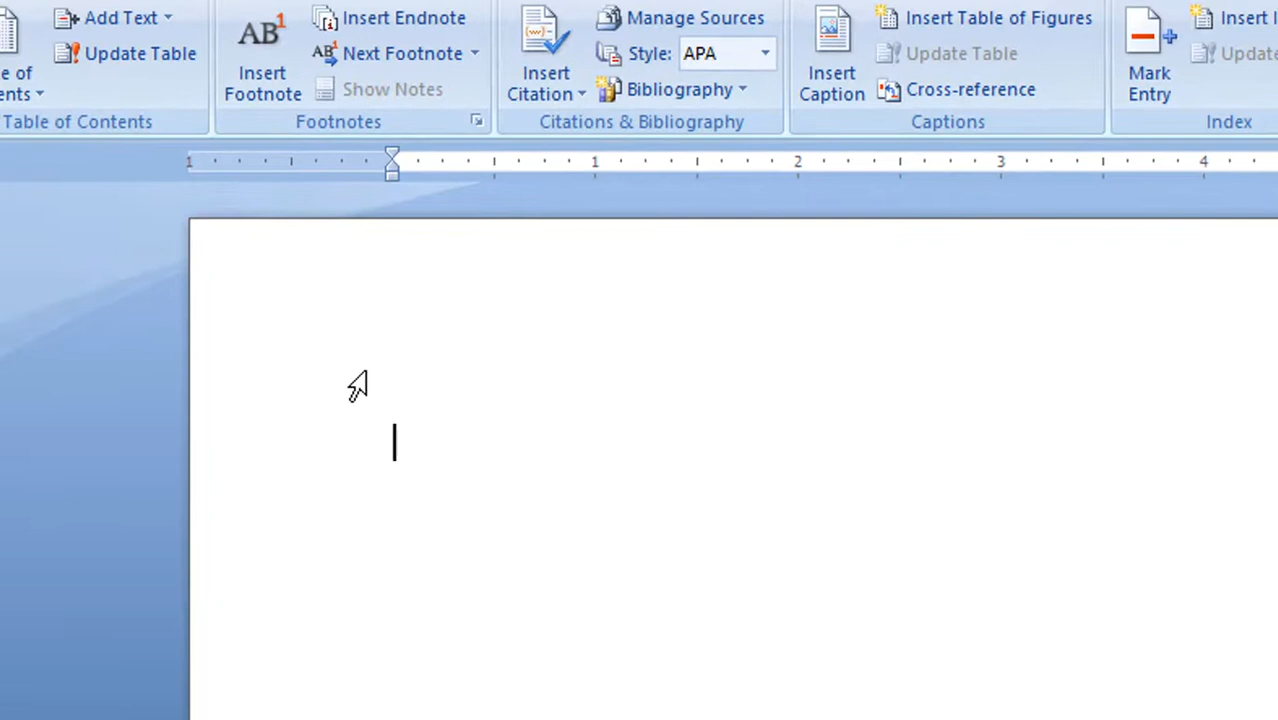 Add Text
Update Table
e of
ents
Table of Contents
AB1
Insert
Footnote
Insert Endnote
AB1 Next Footnote
Show Notes
Footnotes
Insert
Citation
Manage Sources
Style: APA
Bibliography
Citations & Bibliography
Insert
Caption
Insert Table of Figures
Update Table
Cross-reference
Captions
Mark
Entry
Insert I
Update
Index
1 1 2 3 4